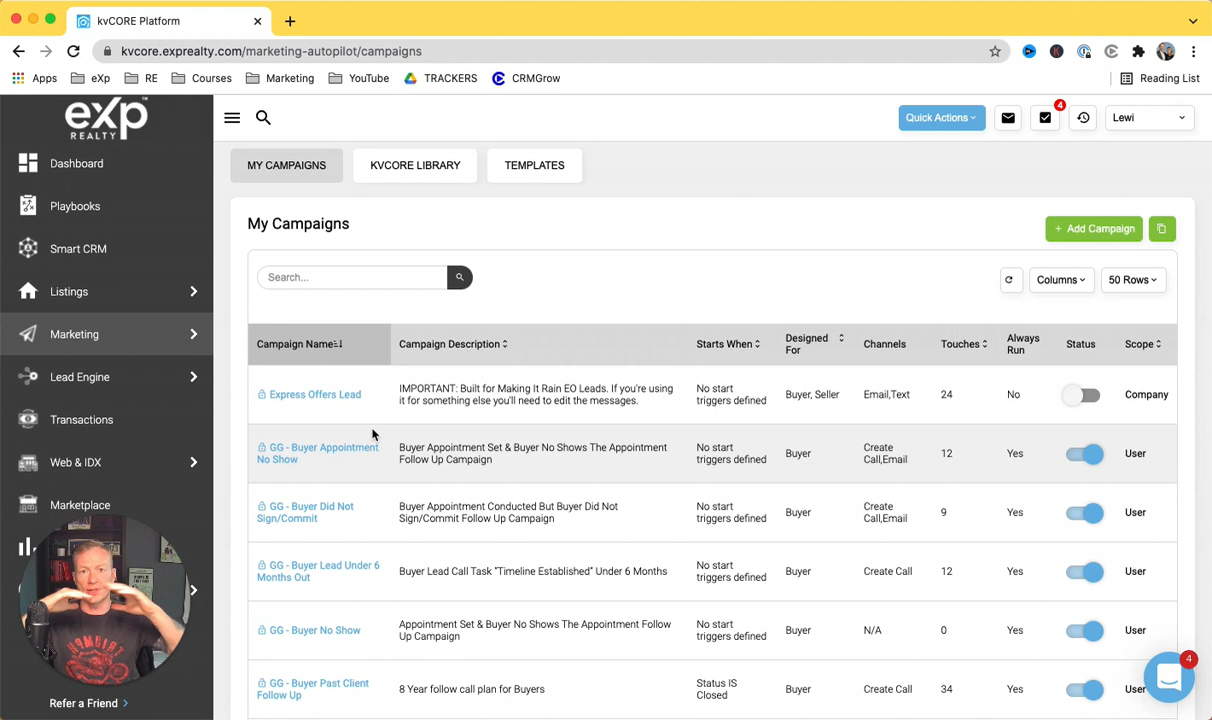 kvCORE Platform
kvcore.exprealty.com/marketing-autopilot/campaigns
Apps eXp RE Courses Marketing YouTube TRACKERS CRMGrow Reading List
eXp
REALTY
Quick Actions
4
Lewi
Dashboard
Playbooks
Smart CRM
Listings
Marketing
Lead Engine
Transactions
Web & IDX
Marketplace
Refer a Friend
MY CAMPAIGNS KVCORE LIBRARY TEMPLATES
My Campaigns
+ Add Campaign
Search...
Columns 50 Rows
Campaign Name Campaign Description Starts When Designed For Channels Touches Always Run Status Scope
Express Offers Lead
IMPORTANT: Built for Making It Rain EO Leads. If you're using
it for something else you'll need to edit the messages.
No start
triggers defined
Buyer, Seller
Email,Text
24
No
Company
GG - Buyer Appointment
No Show
Buyer Appointment Set & Buyer No Shows The Appointment
Follow Up Campaign
No start
triggers defined
Buyer
Create
Call,Email
12
Yes
User
GG - Buyer Did Not
Sign/Commit
Buyer Appointment Conducted But Buyer Did Not
Sign/Commit Follow Up Campaign
No start
triggers defined
Buyer
Create
Call,Email
9
Yes
User
GG - Buyer Lead Under 6
Months Out
Buyer Lead Call Task "Timeline Established" Under 6 Months
No start
triggers defined
Buyer
Create Call
12
Yes
User
GG - Buyer No Show
Appointment Set & Buyer No Shows The Appointment Follow
Up Campaign
No start
triggers defined
Buyer
N/A
0
Yes
User
GG - Buyer Past Client
Follow Up
8 Year follow call plan for Buyers
Status IS
Closed
Buyer
Create Call
34
Yes
User
4